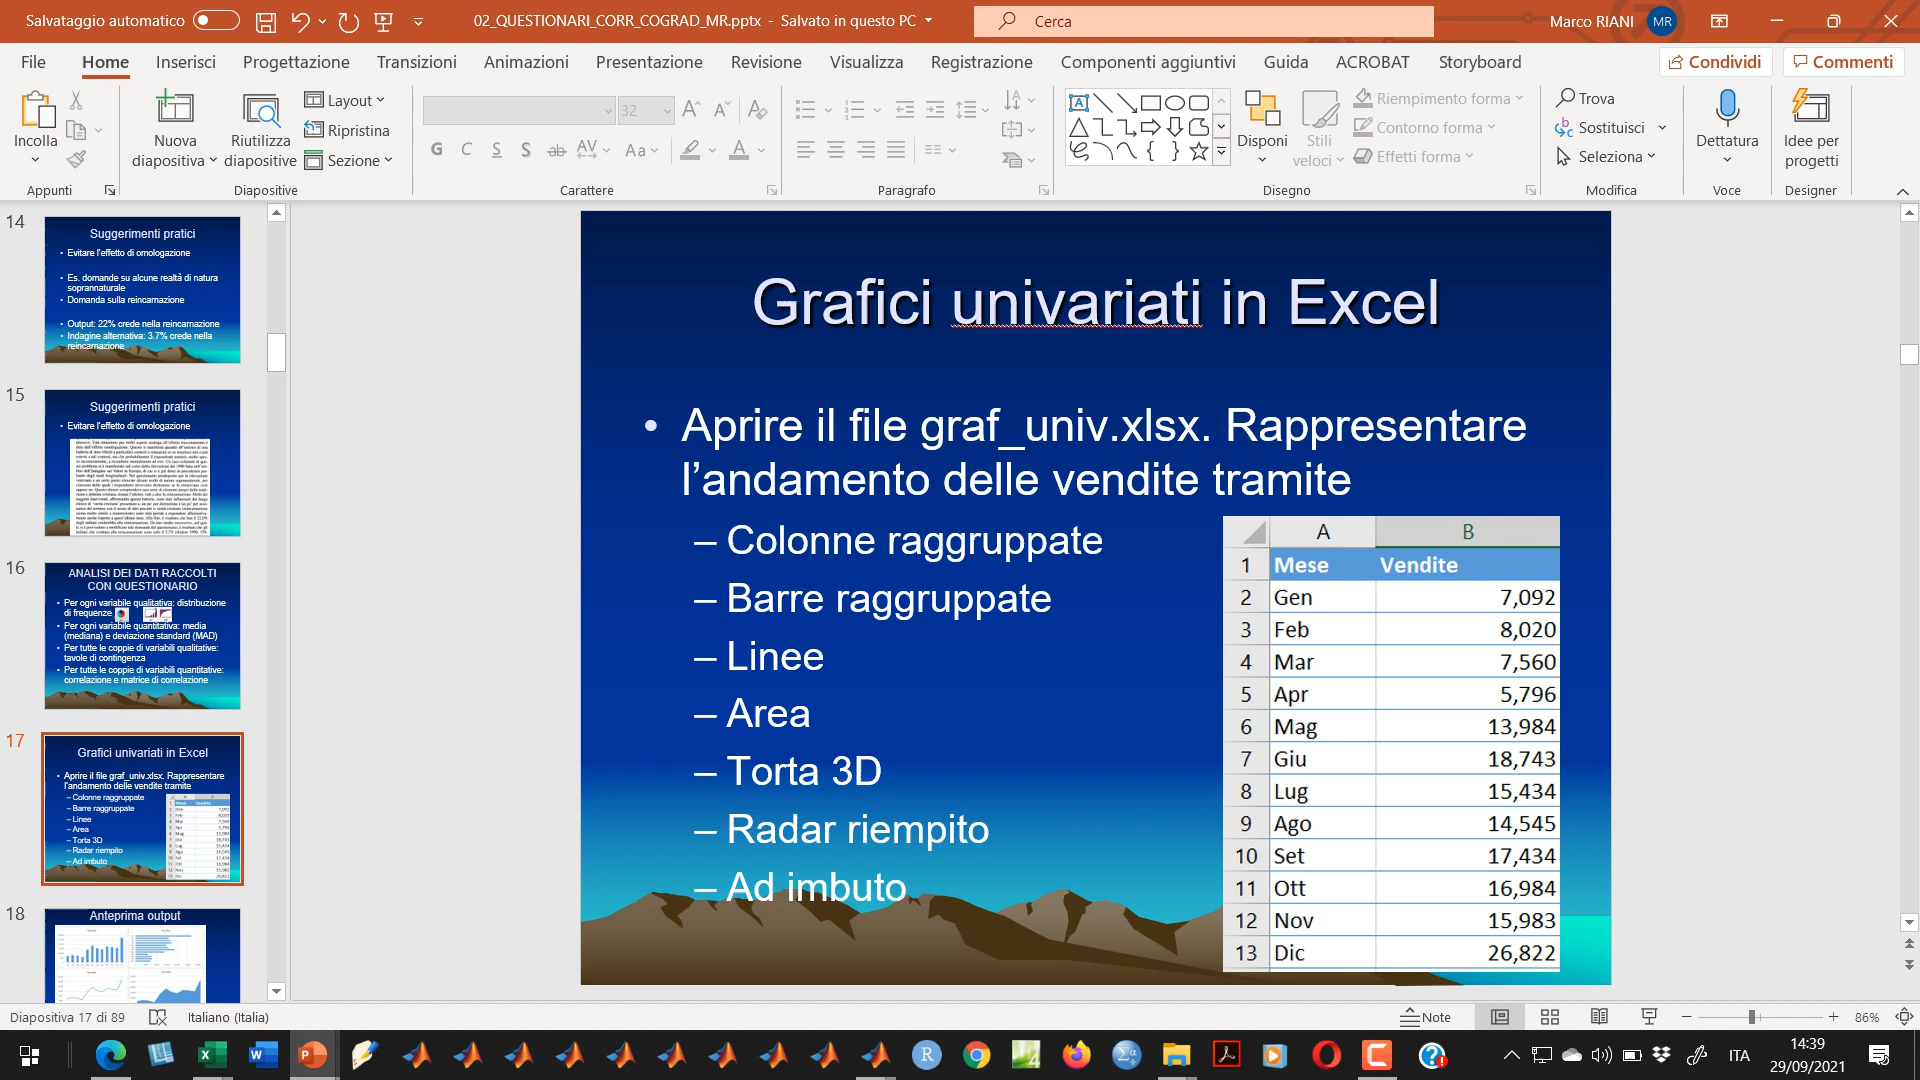 Salvataggio automatico
02_QUESTIONARI_CORR_COGRAD_MR.pptx - Salvato in questo PC
Cerca
Marco RIANI
MR
File
Home
Inserisci
Progettazione
Transizioni
Animazioni
Presentazione
Revisione
Visualizza
Registrazione
Componenti aggiuntivi
Guida
ACROBAT
Storyboard
Condividi
Commenti
Incolla
Nuova
diapositiva
Riutilizza
diapositive
Layout
Ripristina
Sezione
32
G C S S ab AV Aa A
Disponi
Stili
veloci
Riempimento forma
Contorno forma
Effetti forma
Trova
Sostituisci
Seleziona
Dettatura
Idee per
progetti
Appunti
Diapositive
Carattere
Paragrafo
Disegno
Modifica
Voce
Designer
14
Suggerimenti pratici
• Evitare l'effetto di omologazione
• Es. domande su alcune realtà di natura
soprannaturale
• Domanda sulla reincarnazione
• Output: 22% crede nella reincarnazione
• Indagine alternativa: 3.7% crede nella
reincarnazione
15
Suggerimenti pratici
• Evitare l'effetto di omologazione
16
ANALISI DEI DATI RACCOLTI
CON QUESTIONARIO
• Per ogni variabile qualitativa: distribuzione
di frequenze
• Per ogni variabile quantitativa: media
(mediana) e deviazione standard (MAD)
• Per tutte le coppie di variabili qualitative:
tavole di contingenza
• Per tutte le coppie di variabili quantitative:
correlazione e matrice di correlazione
17
Grafici univariati in Excel
• Aprire il file graf_univ.xlsx. Rappresentare
l'andamento delle vendite tramite
– Colonne raggruppate
– Barre raggruppate
– Linee
– Area
– Torta 3D
– Radar riempito
– Ad imbuto
18
Anteprima output
Grafici univariati in Excel
• Aprire il file graf_univ.xlsx. Rappresentare
l'andamento delle vendite tramite
– Colonne raggruppate
– Barre raggruppate
– Linee
– Area
– Torta 3D
– Radar riempito
– Ad imbuto
A B
1 Mese Vendite
2 Gen 7,092
3 Feb 8,020
4 Mar 7,560
5 Apr 5,796
6 Mag 13,984
7 Giu 18,743
8 Lug 15,434
9 Ago 14,545
10 Set 17,434
11 Ott 16,984
12 Nov 15,983
13 Dic 26,822
Diapositiva 17 di 89
Italiano (Italia)
Note
86%
ITA
14:39
29/09/2021